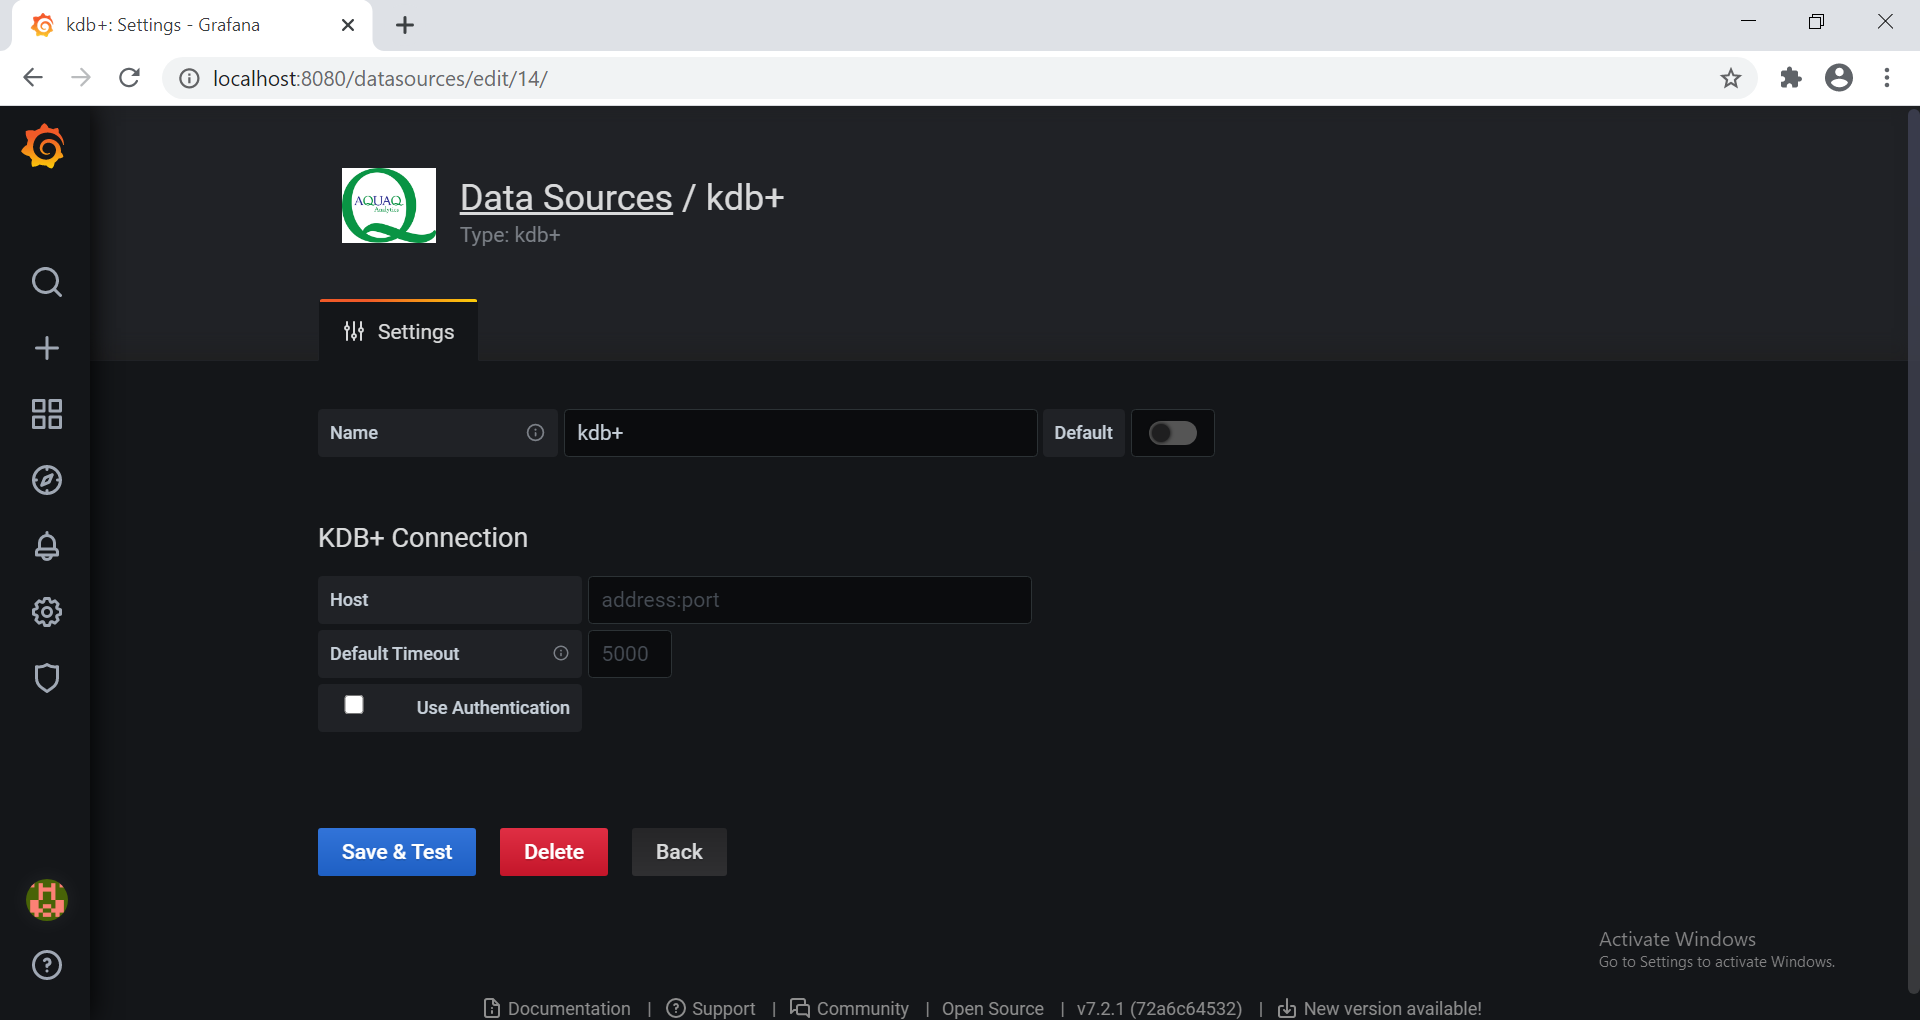 kdb+: Settings - Grafana
localhost:8080/datasources/edit/14/
AQUAQ
Analytics
Data Sources / kdb+
Type: kdb+
Settings
Name kdb+ Default
KDB+ Connection
Host address:port
Default Timeout 5000
Use Authentication
Save & Test Delete Back
Activate Windows
Go to Settings to activate Windows.
Documentation | Support | Community | Open Source | v7.2.1 (72a6c64532) | New version available!